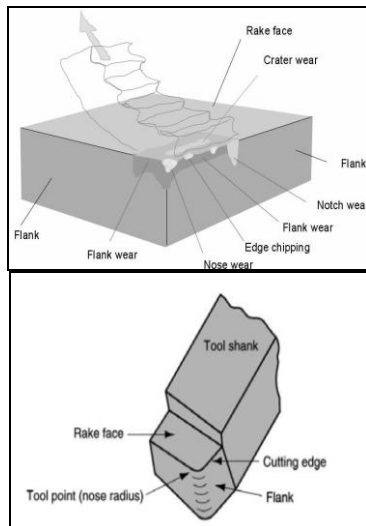 Rake face
Crater wear
Flank
Notch wea
Flank wear
Edge chipping
Nose wear
Flank wear
Flank
Tool shank
Rake face
Cutting edge
Tool point (nose radius)
Flank